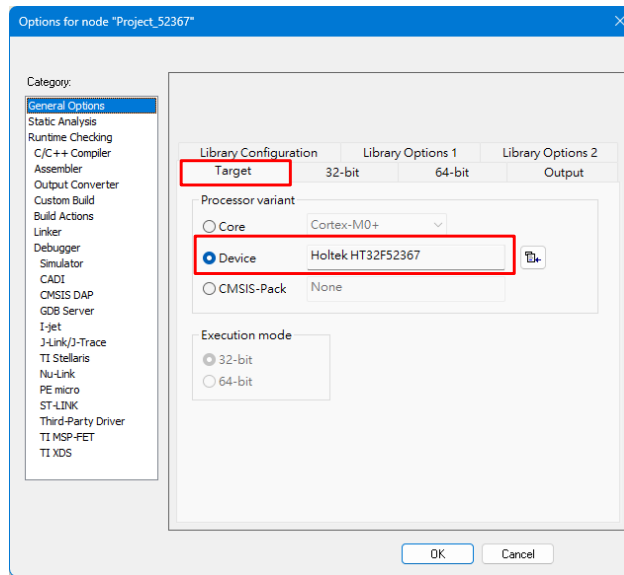 Options for node "Project_52367"
Category:
General Options
Static Analysis
Runtime Checking
C/C++ Compiler
Assembler
Output Converter
Custom Build
Build Actions
Linker
Debugger
Simulator
CADI
CMSIS DAP
GDB Server
I-jet
J-Link/J-Trace
TI Stellaris
Nu-Link
PE micro
ST-LINK
Third-Party Driver
TI MSP-FET
TI XDS
Library Configuration Library Options 1 Library Options 2
Target 32-bit 64-bit Output
Processor variant
Core Cortex-M0+
Device Holtek HT32F52367
CMSIS-Pack None
Execution mode
32-bit
64-bit
OK Cancel